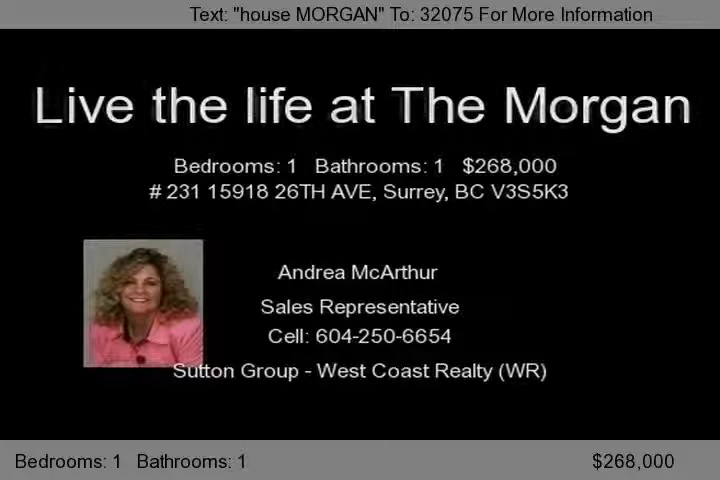 Text: "house MORGAN" To: 32075 For More Information
Live the life at The Morgan
Bedrooms: 1 Bathrooms: 1 $268,000
# 231 15918 26TH AVE, Surrey, BC V3S5K3
Andrea McArthur
Sales Representative
Cell: 604-250-6654
Sutton Group - West Coast Realty (WR)
Bedrooms: 1 Bathrooms: 1 $268,000